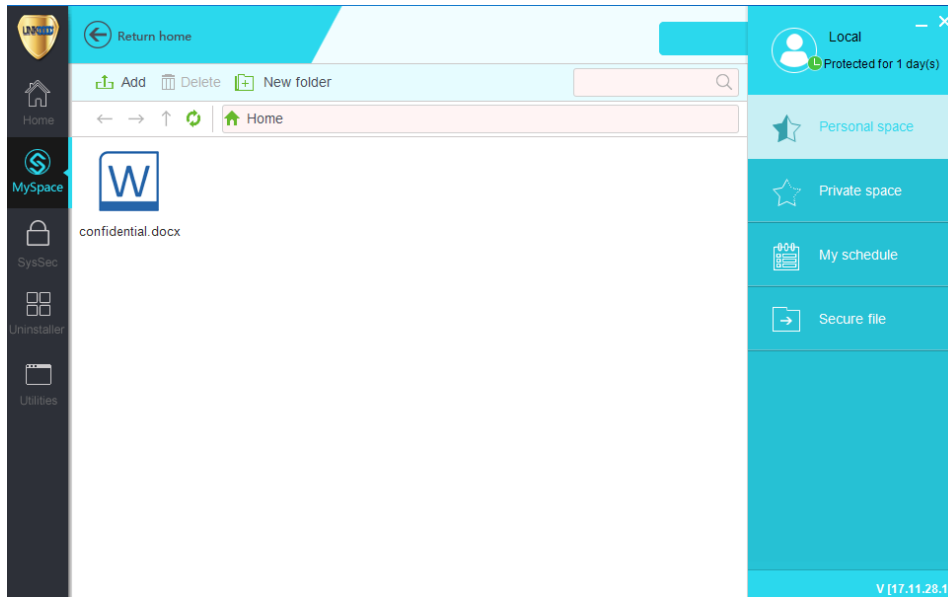 Return home
Local
Protected for 1 day(s)
Add Delete New folder
Home
Home
MySpace
SysSec
Uninstaller
Utilities
W
confidential.docx
Personal space
Private space
My schedule
Secure file
V [17.11.28.1